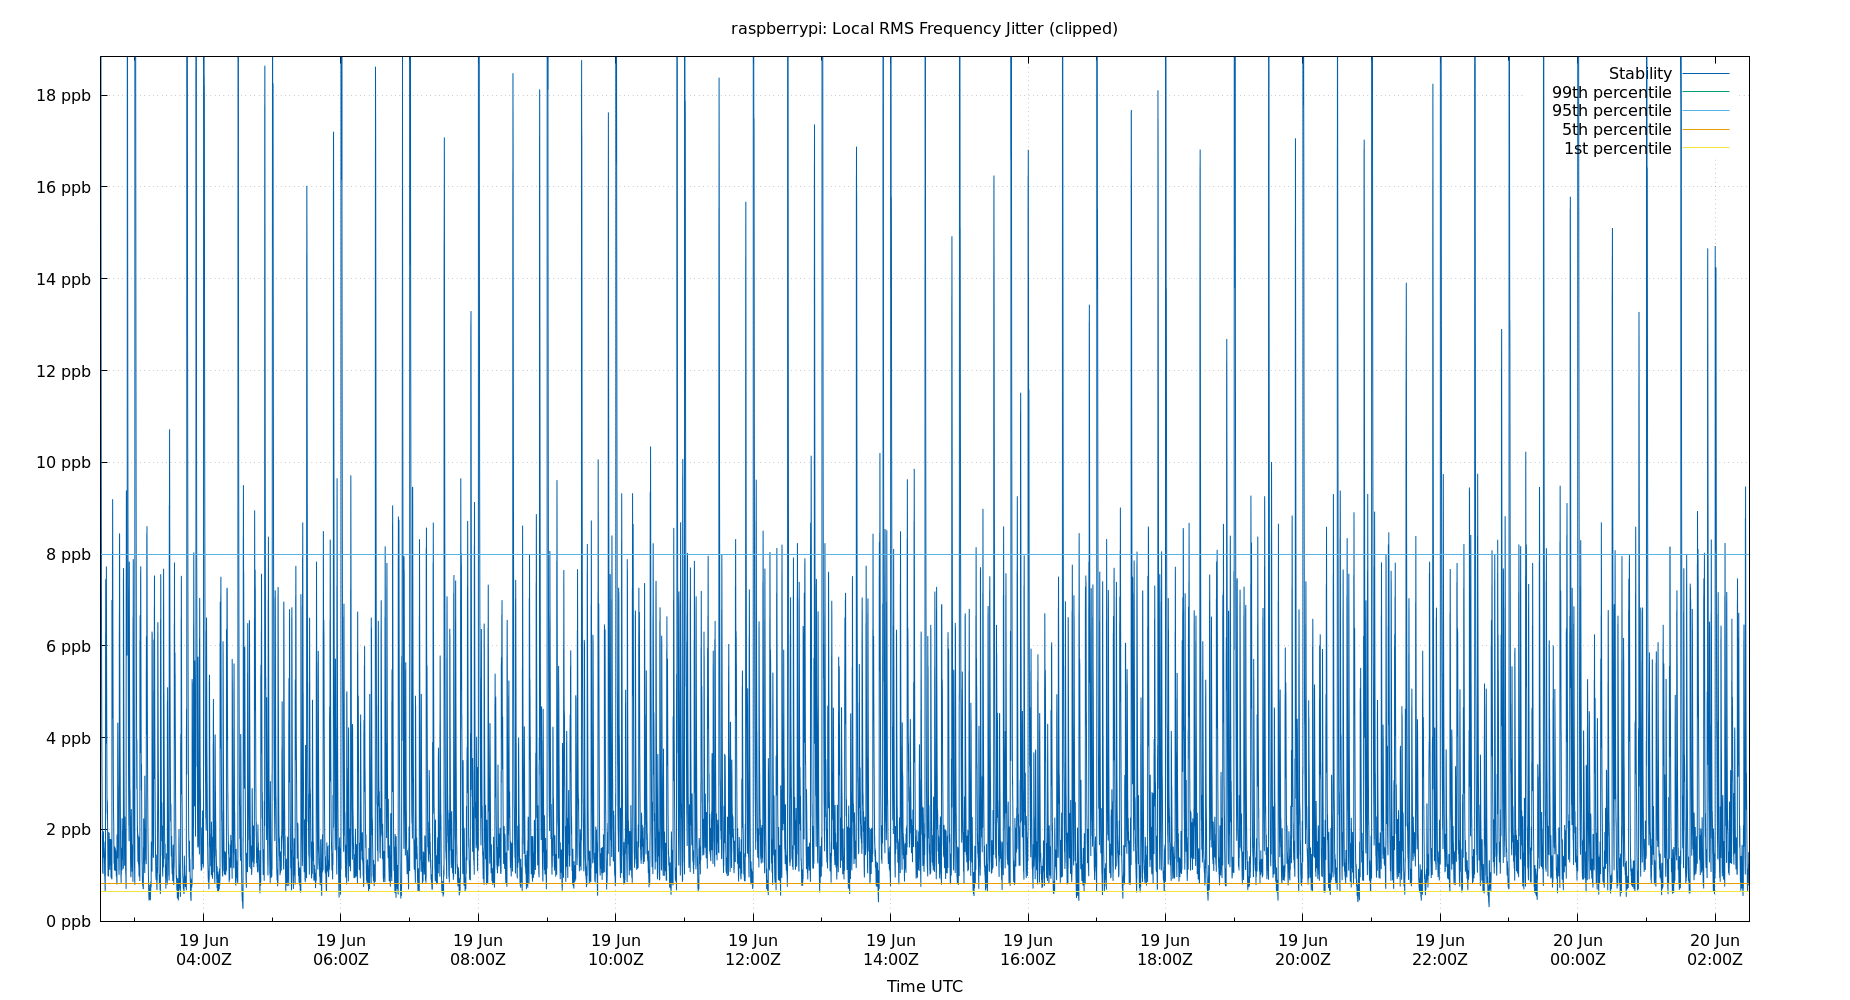 raspberrypi: Local RMS Frequency Jitter (clipped)
Stability
99th percentile
95th percentile
5th percentile
1st percentile
18 ppb
16 ppb
14 ppb
12 ppb
10 ppb
8 ppb
6 ppb
4 ppb
2 ppb
0 ppb
19 Jun 19 Jun 19 Jun 19 Jun 19 Jun 19 Jun 19 Jun 19 Jun 19 Jun 19 Jun 20 Jun 20 Jun
04:00Z 06:00Z 08:00Z 10:00Z 12:00Z 14:00Z 16:00Z 18:00Z 20:00Z 22:00Z 00:00Z 02:00Z
Time UTC